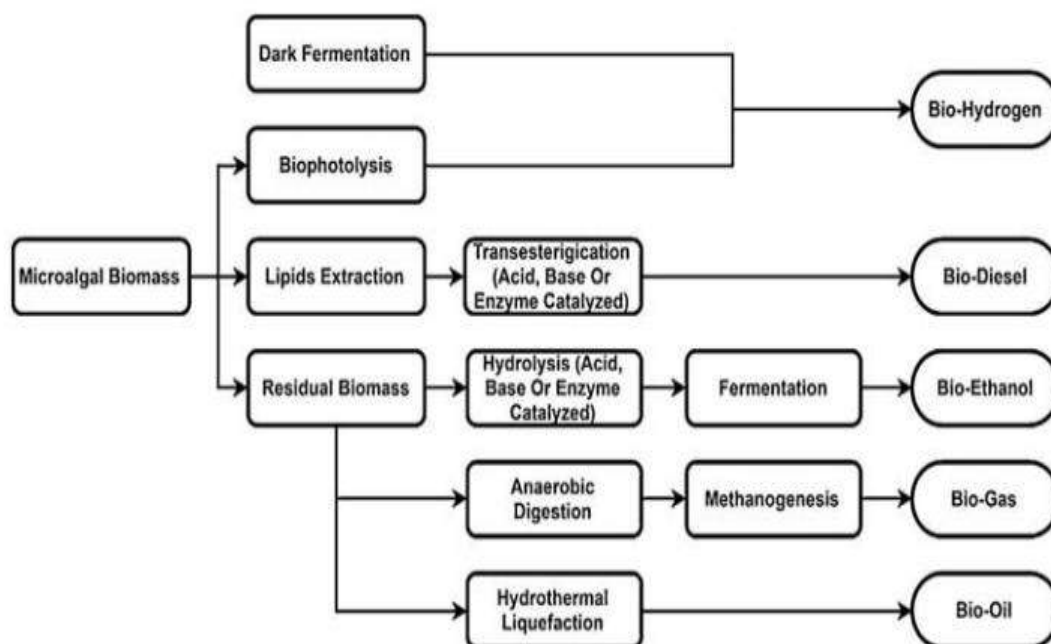 Dark Fermentation
Bio-Hydrogen
Biophotolysis
Microalgal Biomass
Lipids Extraction
Transesterigication
(Acid, Base Or
Enzyme Catalyzed)
Bio-Diesel
Residual Biomass
Hydrolysis (Acid,
Base Or Enzyme
Catalyzed)
Fermentation
Bio-Ethanol
Anaerobic
Digestion
Methanogenesis
Bio-Gas
Hydrothermal
Liquefaction
Bio-Oil